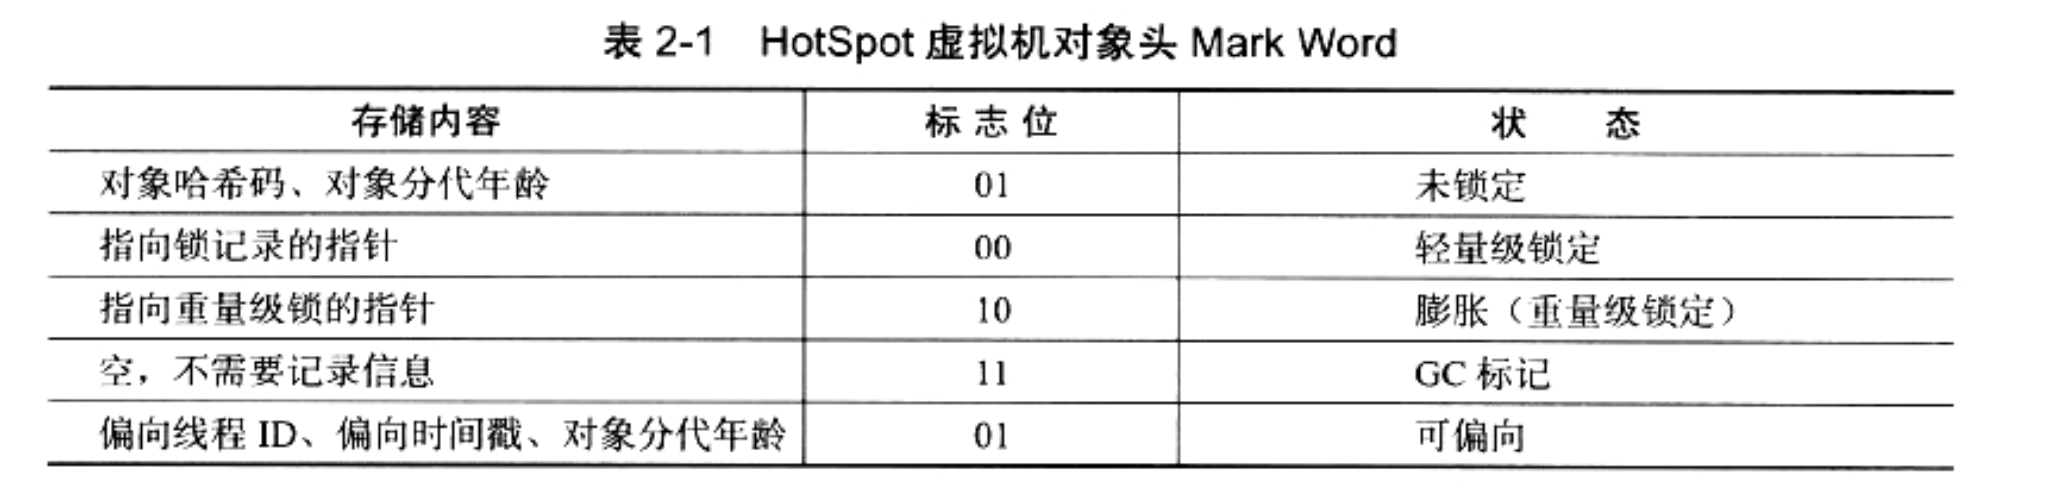 表 2-1 HotSpot 虚拟机对象头 Mark Word
存储内容 标志位 状态
对象哈希码、对象分代年龄 01 未锁定
指向锁记录的指针 00 轻量级锁定
指向重量级锁的指针 10 膨胀（重量级锁定）
空，不需要记录信息 11 GC 标记
偏向线程 ID、偏向时间戳、对象分代年龄 01 可偏向